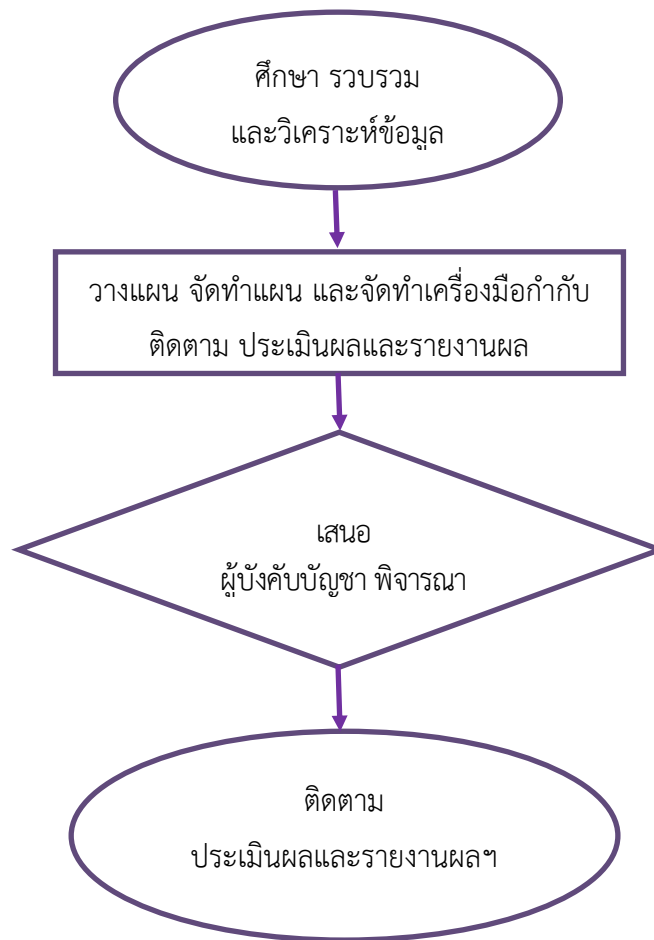 ศึกษา รวบรวม
และวิเคราะห์ข้อมูล
วางแผน จัดทำแผน และจัดทำเครื่องมือกำกับ
ติดตาม ประเมินผลและรายงานผล
เสนอ
ผู้บังคับบัญชา พิจารณา
ติดตาม
ประเมินผลและรายงานผลฯ